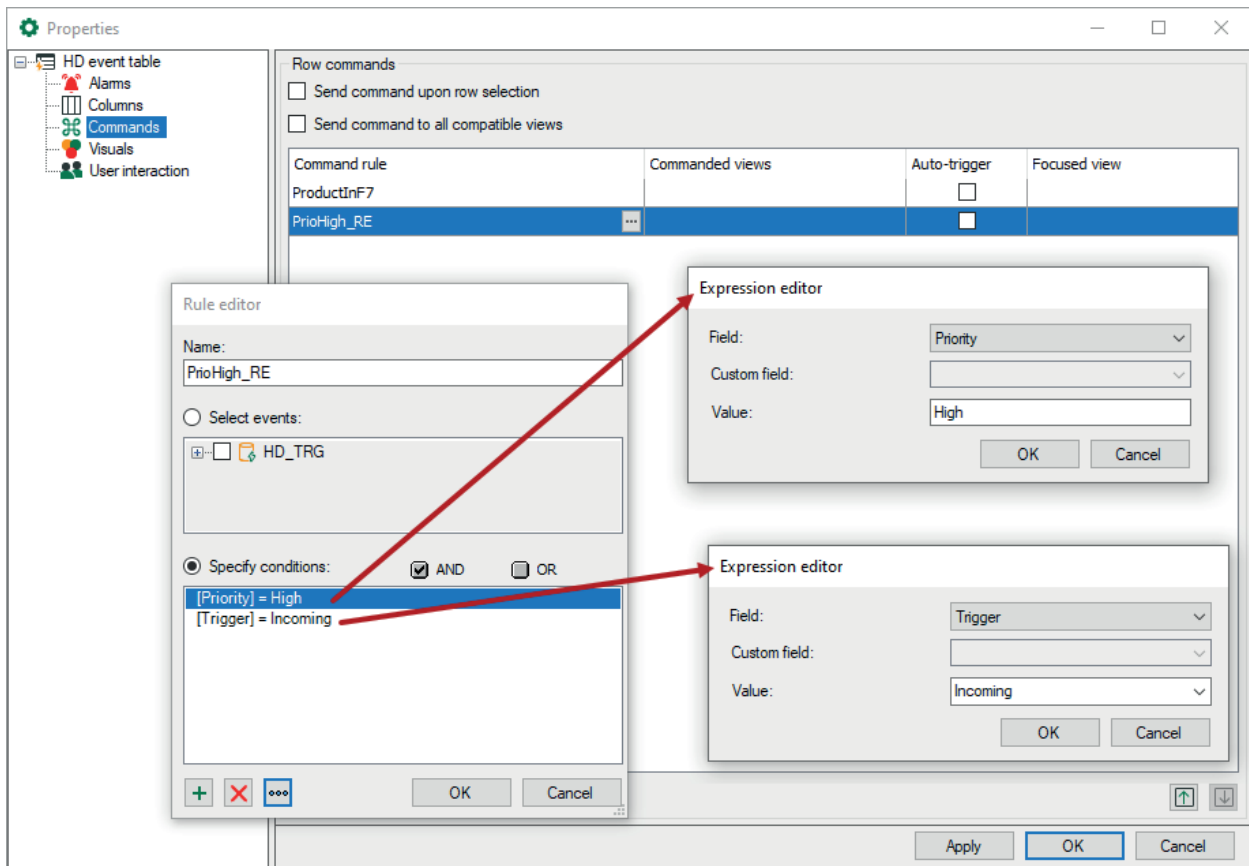 Properties
HD event table
Alarms
Columns
Commands
Visuals
User interaction
Row commands
Send command upon row selection
Send command to all compatible views
Command rule Commanded views Auto-trigger Focused view
ProductInF7
PrioHigh_RE
Rule editor
Name:
PrioHigh_RE
Select events:
HD_TRG
Specify conditions: AND OR
[Priority] = High
[Trigger] = Incoming
OK Cancel
Expression editor
Field: Priority
Custom field:
Value: High
OK Cancel
Expression editor
Field: Trigger
Custom field:
Value: Incoming
OK Cancel
Apply OK Cancel